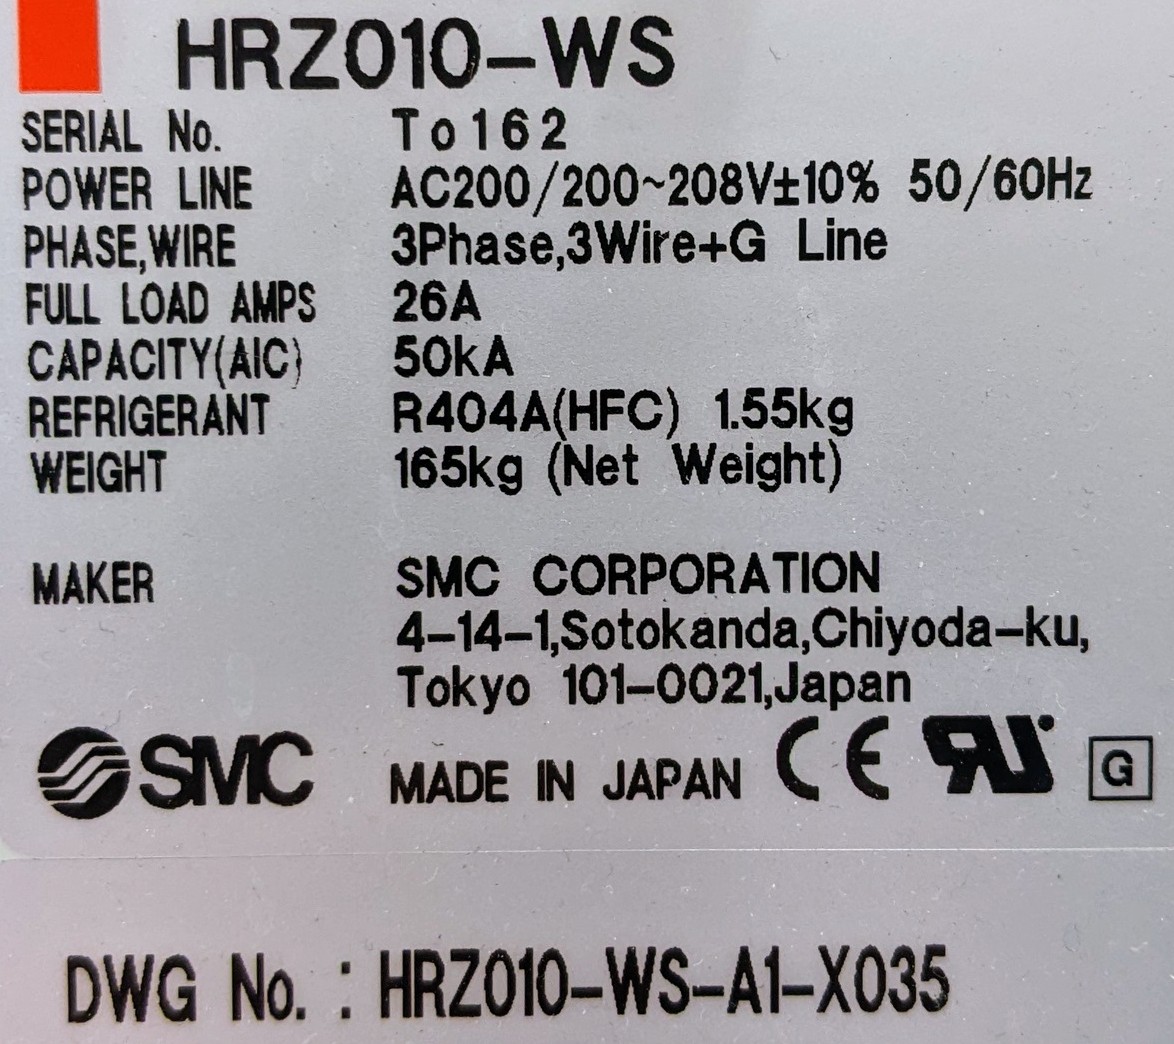 HRZ010-WS
SERIAL No. To162
POWER LINE AC200/200~208V±10% 50/60Hz
PHASE,WIRE 3Phase,3Wire+G Line
FULL LOAD AMPS 26A
CAPACITY(AIC) 50kA
REFRIGERANT R404A(HFC) 1.55kg
WEIGHT 165kg (Net Weight)
MAKER SMC CORPORATION
4-14-1,Sotokanda,Chiyoda-ku,
Tokyo 101-0021,Japan
SMC MADE IN JAPAN CE RU G
DWG No. : HRZ010-WS-A1-X035